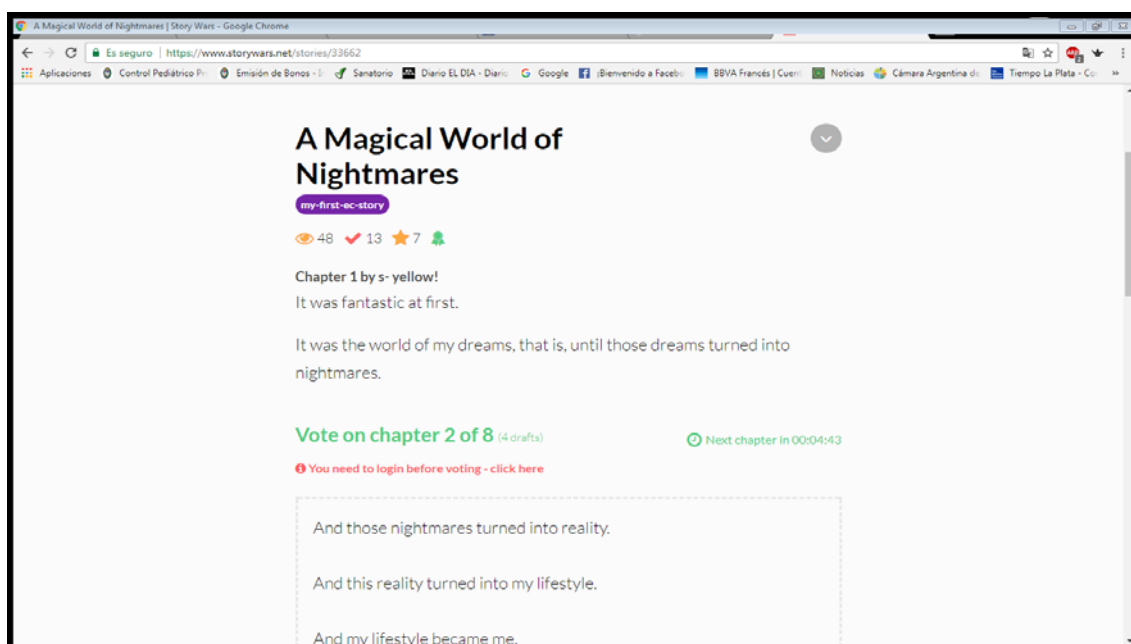 A Magical World of Nightmares | Story Wars - Google Chrome
Es seguro | https://www.storywars.net/stories/33662
Aplicaciones Control Pediátrico Pr Emisión de Bonos - I Sanatorio Diario EL DIA - Diario Google ¡Bienvenido a Facebo BBVA Francés | Cuent Noticias Cámara Argentina de Tiempo La Plata - Co »
A Magical World of
Nightmares
my-first-ec-story
48 13 7
Chapter 1 by s- yellow!
It was fantastic at first.
It was the world of my dreams, that is, until those dreams turned into
nightmares.
Vote on chapter 2 of 8 (4 drafts) Next chapter in 00:04:43
You need to login before voting - click here
And those nightmares turned into reality.
And this reality turned into my lifestyle.
And my lifestyle became me.